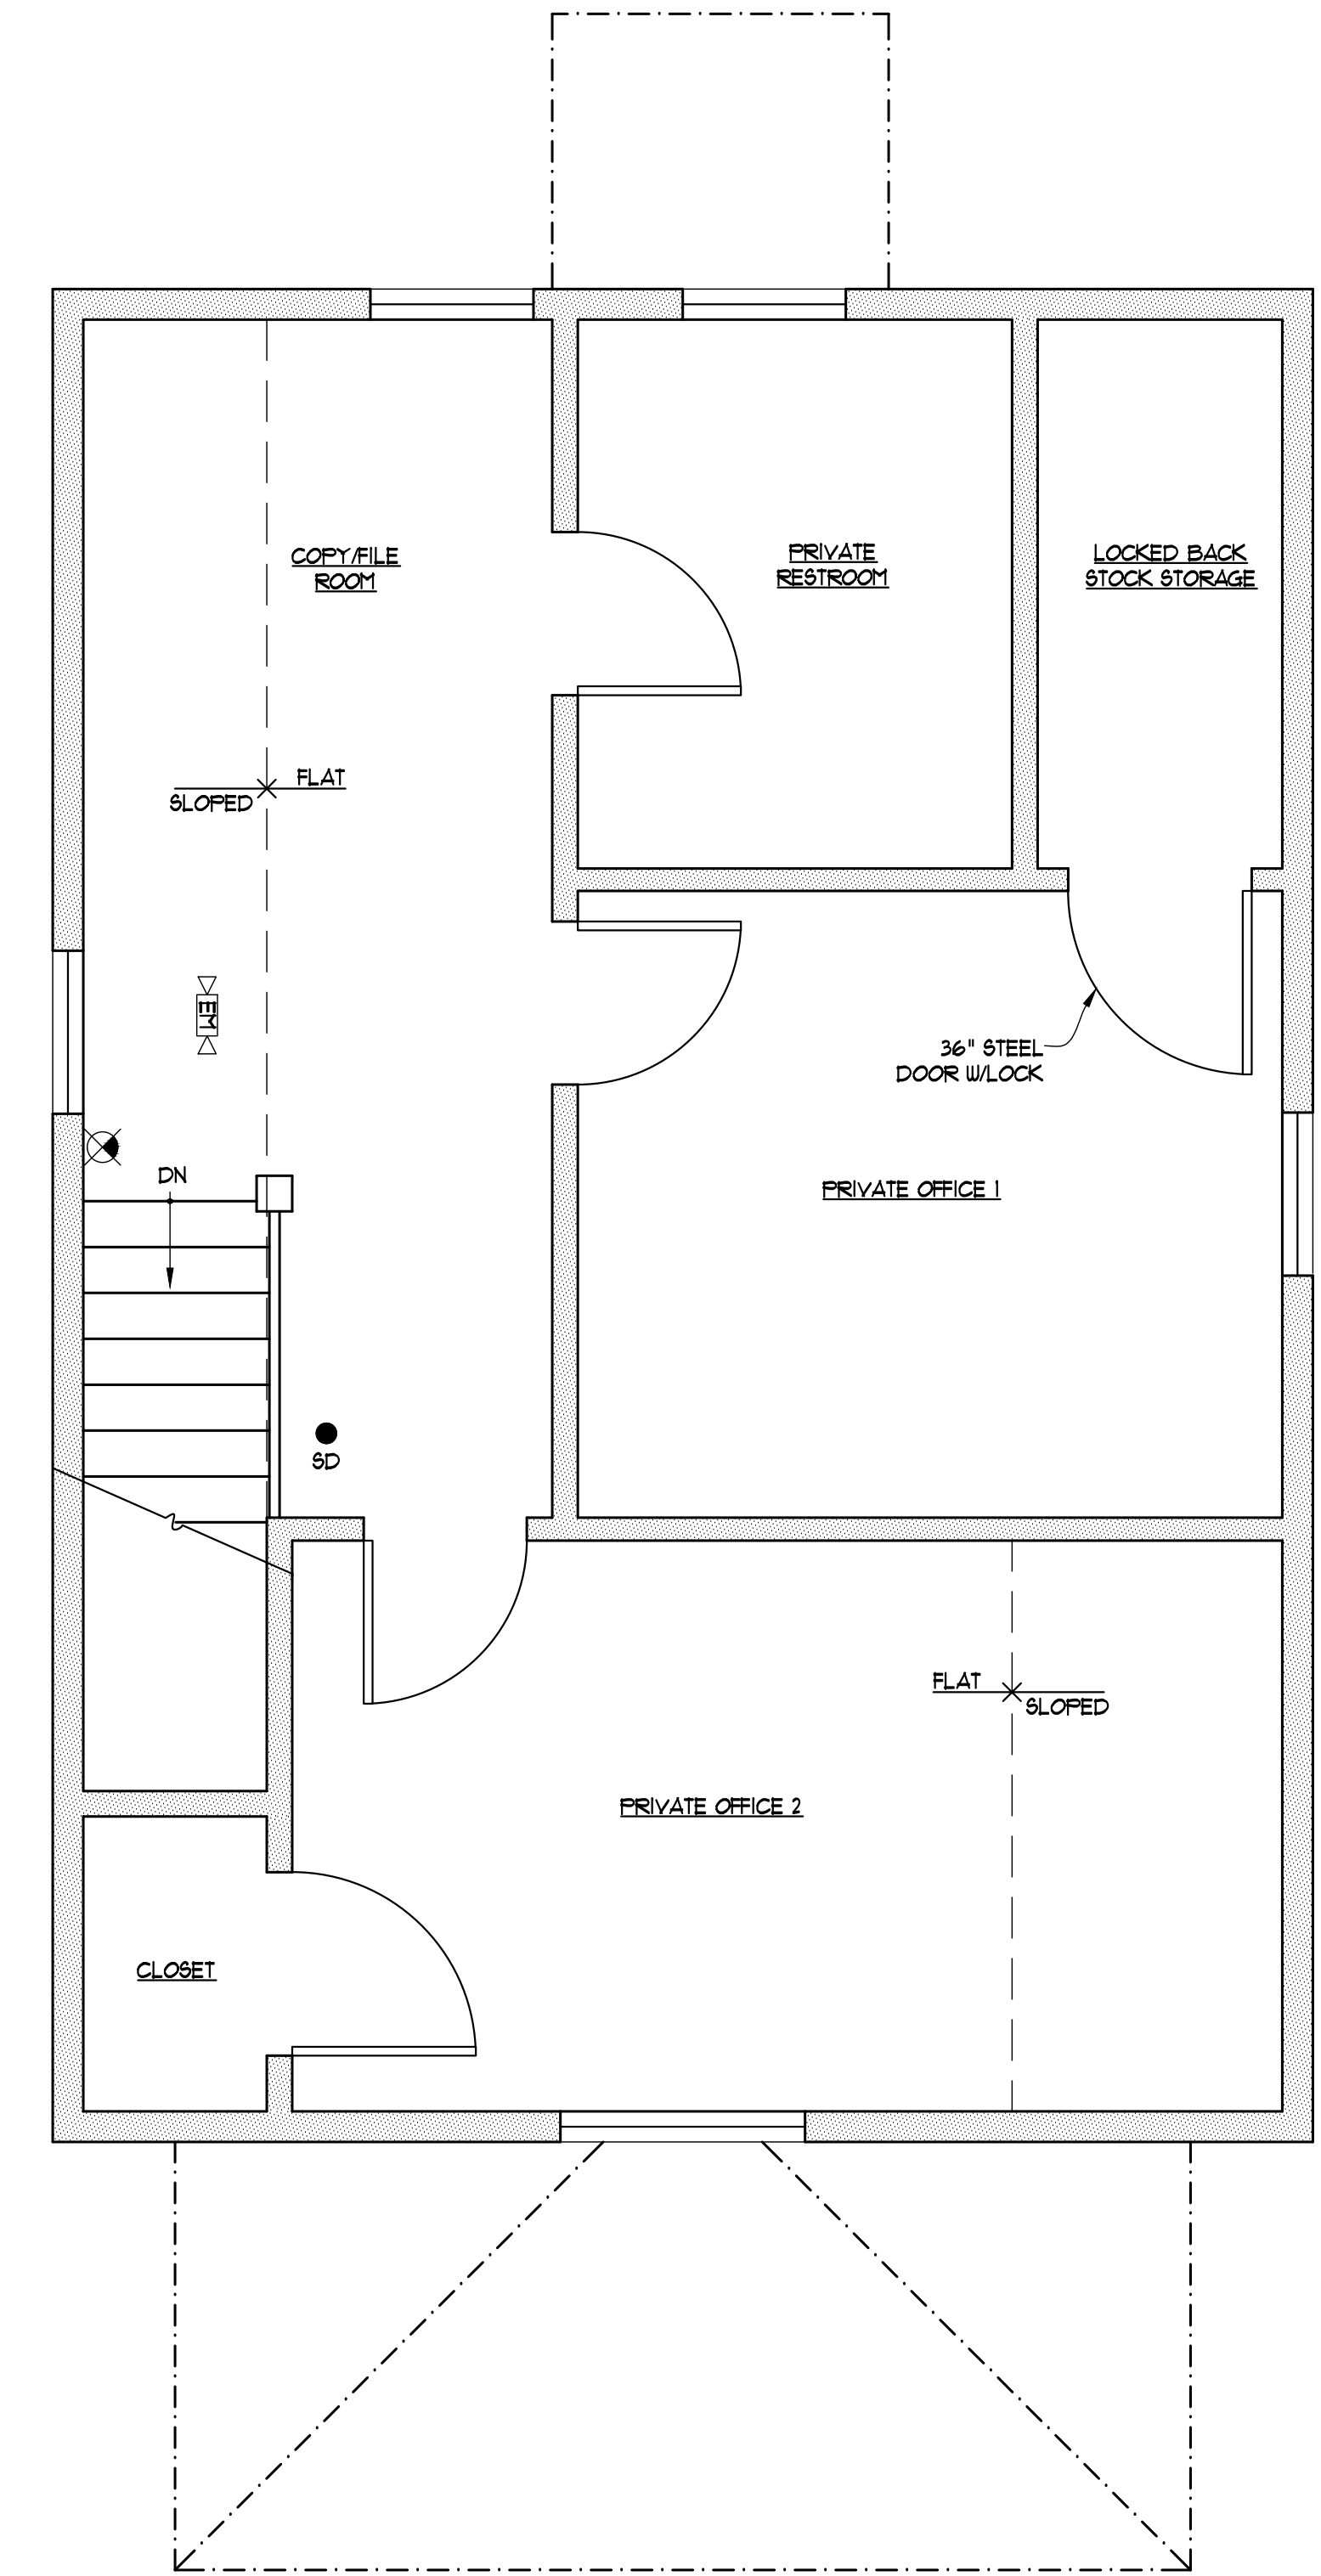 COPY/FILE
ROOM
PRIVATE
RESTROOM
LOCKED BACK
STOCK STORAGE
FLAT
SLOPED
EM
36" STEEL
DOOR W/LOCK
DN
PRIVATE OFFICE 1
SD
FLAT
SLOPED
PRIVATE OFFICE 2
CLOSET